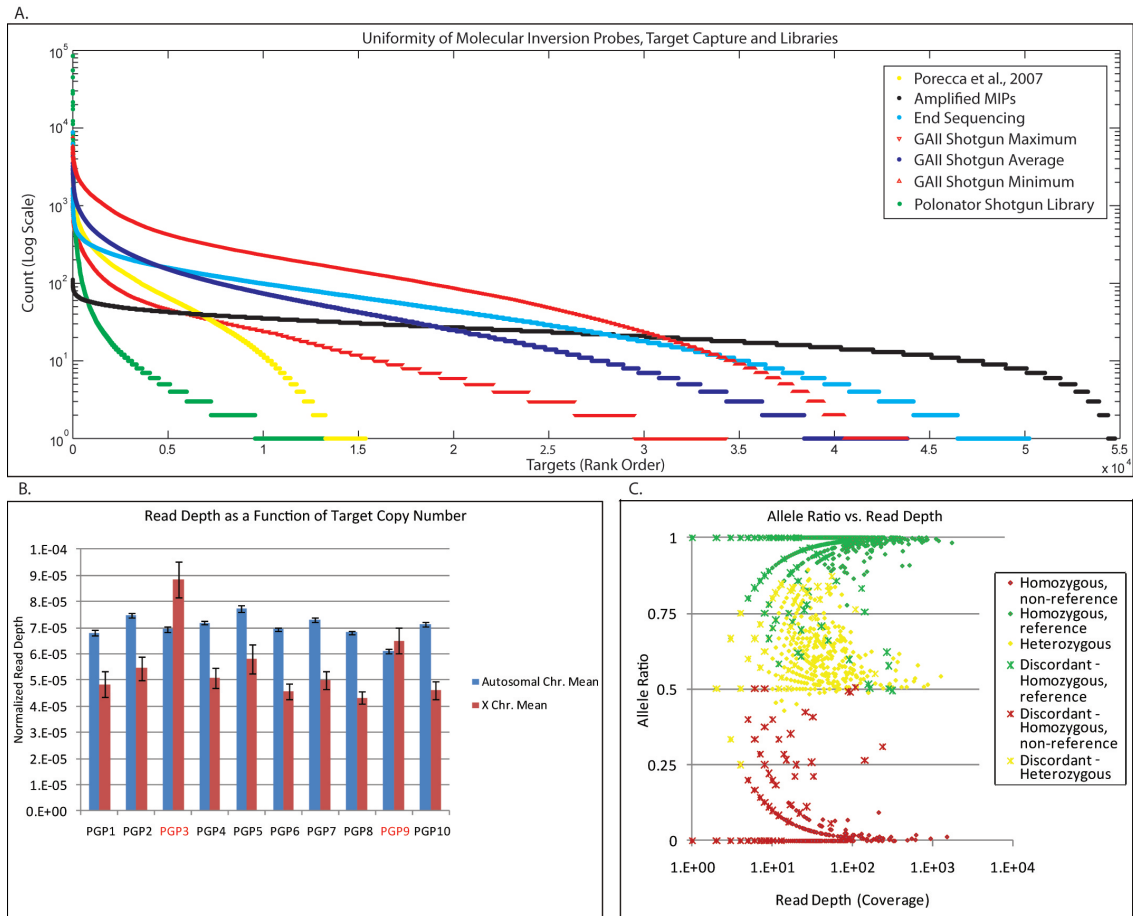 A.
Uniformity of Molecular Inversion Probes, Target Capture and Libraries
Count (Log Scale)
10^5
10^4
10^3
10^2
10^1
10^0
Porecca et al., 2007
Amplified MIPs
End Sequencing
GAII Shotgun Maximum
GAII Shotgun Average
GAII Shotgun Minimum
Polonator Shotgun Library
0 0.5 1 1.5 2 2.5 3 3.5 4 4.5 5 5.5
x 10^4
Targets (Rank Order)
B.
Read Depth as a Function of Target Copy Number
Normalized Read Depth
1.E-04
9.E-05
8.E-05
7.E-05
6.E-05
5.E-05
4.E-05
3.E-05
2.E-05
1.E-05
0.E+00
Autosomal Chr. Mean
X Chr. Mean
PGP1 PGP2 PGP3 PGP4 PGP5 PGP6 PGP7 PGP8 PGP9 PGP10
C.
Allele Ratio vs. Read Depth
Allele Ratio
1
0.75
0.5
0.25
0
1.E+00 1.E+01 1.E+02 1.E+03 1.E+04
Read Depth (Coverage)
Homozygous,
non-reference
Homozygous,
reference
Heterozygous
Discordant -
Homozygous,
reference
Discordant -
Homozygous,
non-reference
Discordant -
Heterozygous